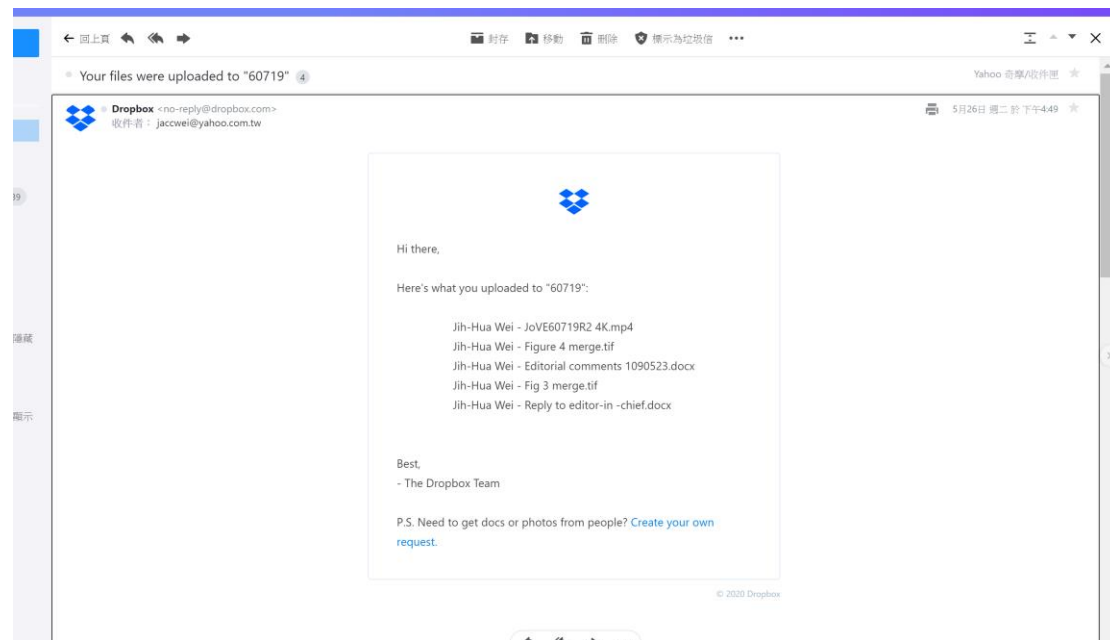 回上頁
封存 移動 刪除 標示為垃圾信
Your files were uploaded to "60719" 4
Yahoo 奇摩/收件匣
Dropbox <no-reply@dropbox.com>
5月26日 週二 於 下午4:49
收件者： jaccwei@yahoo.com.tw
Hi there,
Here's what you uploaded to "60719":
Jih-Hua Wei - JoVE60719R2 4K.mp4
Jih-Hua Wei - Figure 4 merge.tif
Jih-Hua Wei - Editorial comments 1090523.docx
Jih-Hua Wei - Fig 3 merge.tif
Jih-Hua Wei - Reply to editor-in -chief.docx
隱藏
顯示
Best,
- The Dropbox Team
P.S. Need to get docs or photos from people? Create your own
request.
© 2020 Dropbox